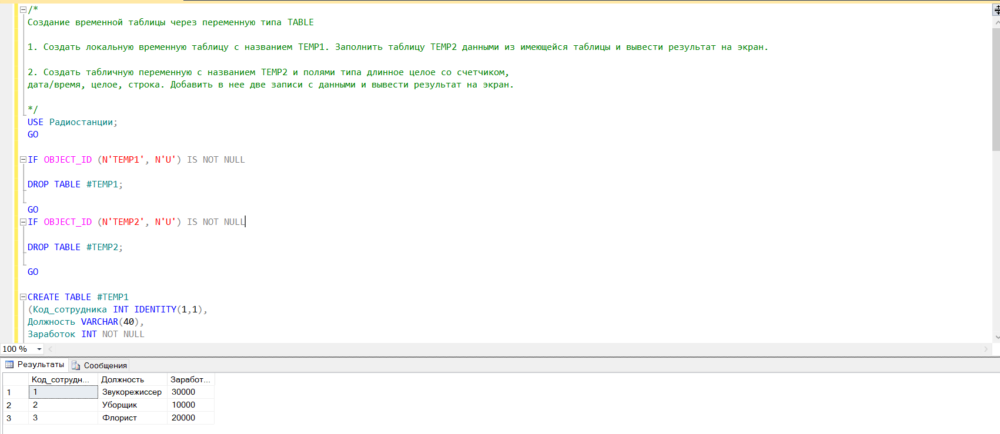 /*
Создание временной таблицы через переменную типа TABLE
1. Создать локальную временную таблицу с названием TEMP1. Заполнить таблицу TEMP2 данными из имеющейся таблицы и вывести результат на экран.
2. Создать табличную переменную с названием TEMP2 и полями типа длинное целое со счетчиком,
дата/время, целое, строка. Добавить в нее две записи с данными и вывести результат на экран.
*/
USE Радиостанции;
GO
IF OBJECT_ID (N'TEMP1', N'U') IS NOT NULL
DROP TABLE #TEMP1;
GO
IF OBJECT_ID (N'TEMP2', N'U') IS NOT NULL
DROP TABLE #TEMP2;
GO
CREATE TABLE #TEMP1
(Код_сотрудника INT IDENTITY(1,1),
Должность VARCHAR(40),
Заработок INT NOT NULL
100 %
Результаты Сообщения
Код_сотрудн... Должность Заработ...
1 1 Звукорежиссер 30000
2 2 Уборщик 10000
3 3 Флорист 20000